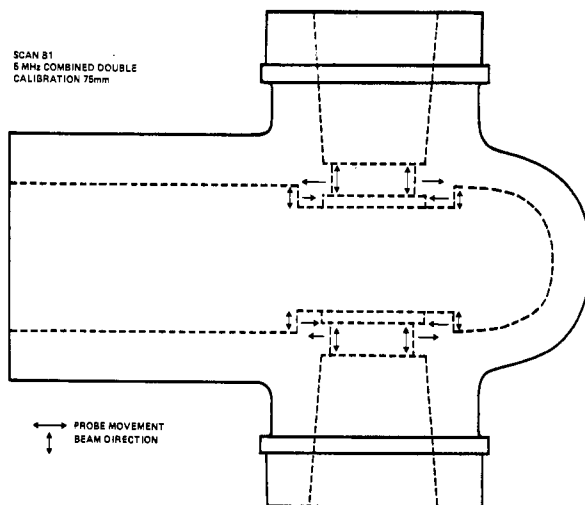 SCAN B1
5 MHz COMBINED DOUBLE
CALIBRATION 75mm
PROBE MOVEMENT
BEAM DIRECTION